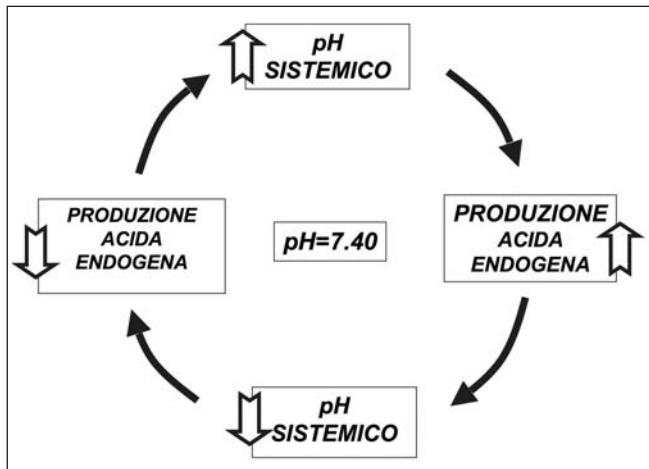 pH
SISTEMICO
PRODUZIONE
ACIDA
ENDOGENA
pH=7.40
PRODUZIONE
ACIDA
ENDOGENA
pH
SISTEMICO